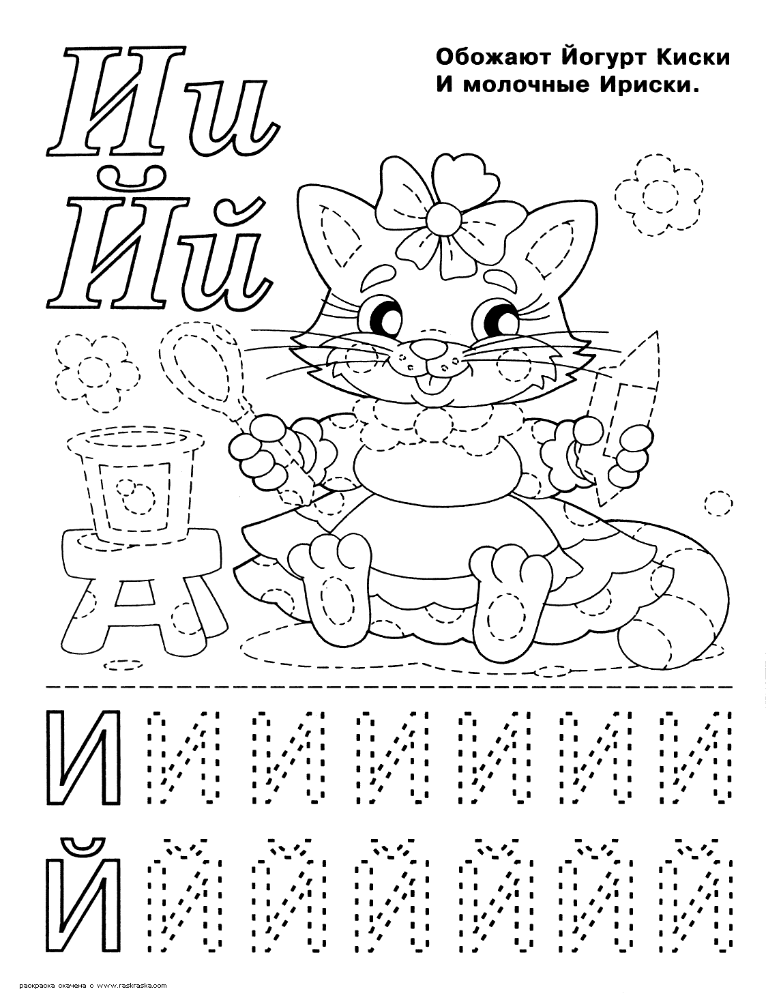 Ии
Йй
Обожают Йогурт Киски
И молочные Ириски.
И И И И И И И
Й Й Й Й Й Й Й
раскраска скачена с www.raskraska.com